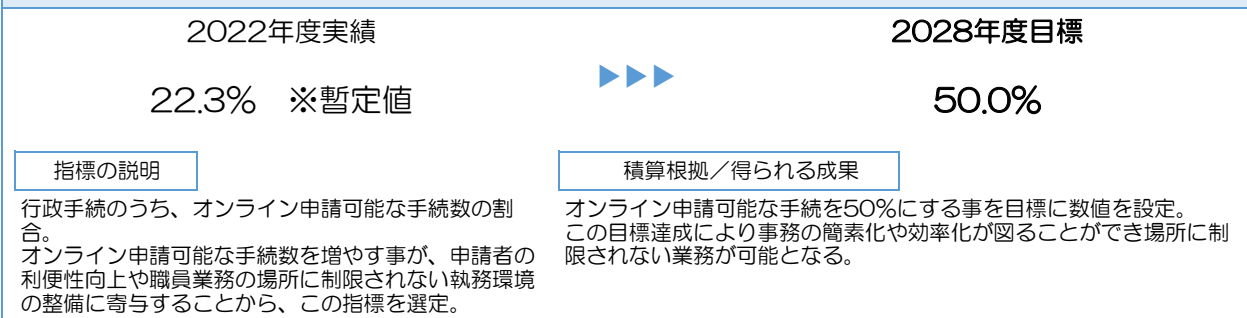 2022年度実績
2028年度目標
22.3% ※暫定値
▶▶▶
50.0%
指標の説明
行政手続のうち、オンライン申請可能な手続数の割
合。
オンライン申請可能な手続数を増やす事が、申請者の
利便性向上や職員業務の場所に制限されない執務環境
の整備に寄与することから、この指標を選定。
積算根拠／得られる成果
オンライン申請可能な手続を50%にする事を目標に数値を設定。
この目標達成により事務の簡素化や効率化が図ることができ場所に制
限されない業務が可能となる。